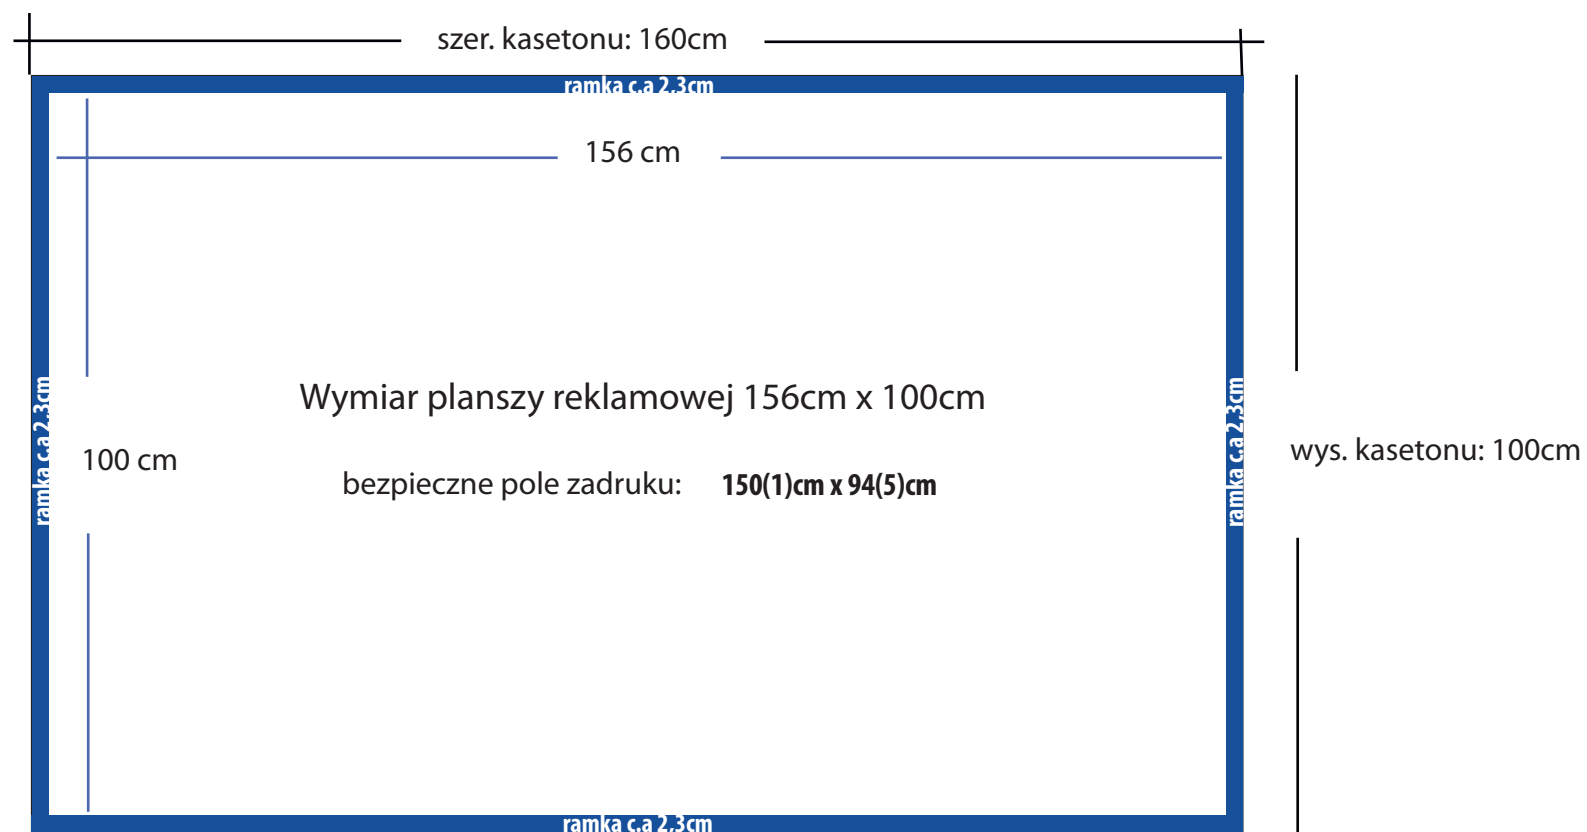 szer. kasetonu: 160cm
ramka c.a 2,3cm
156 cm
Wymiar planszy reklamowej 156cm x 100cm
ramka c.a 2,3cm
100 cm
bezpieczne pole zadruku: 150(1)cm x 94(5)cm
ramka c.a 2,3cm
wys. kasetonu: 100cm
ramka c.a 2,3cm